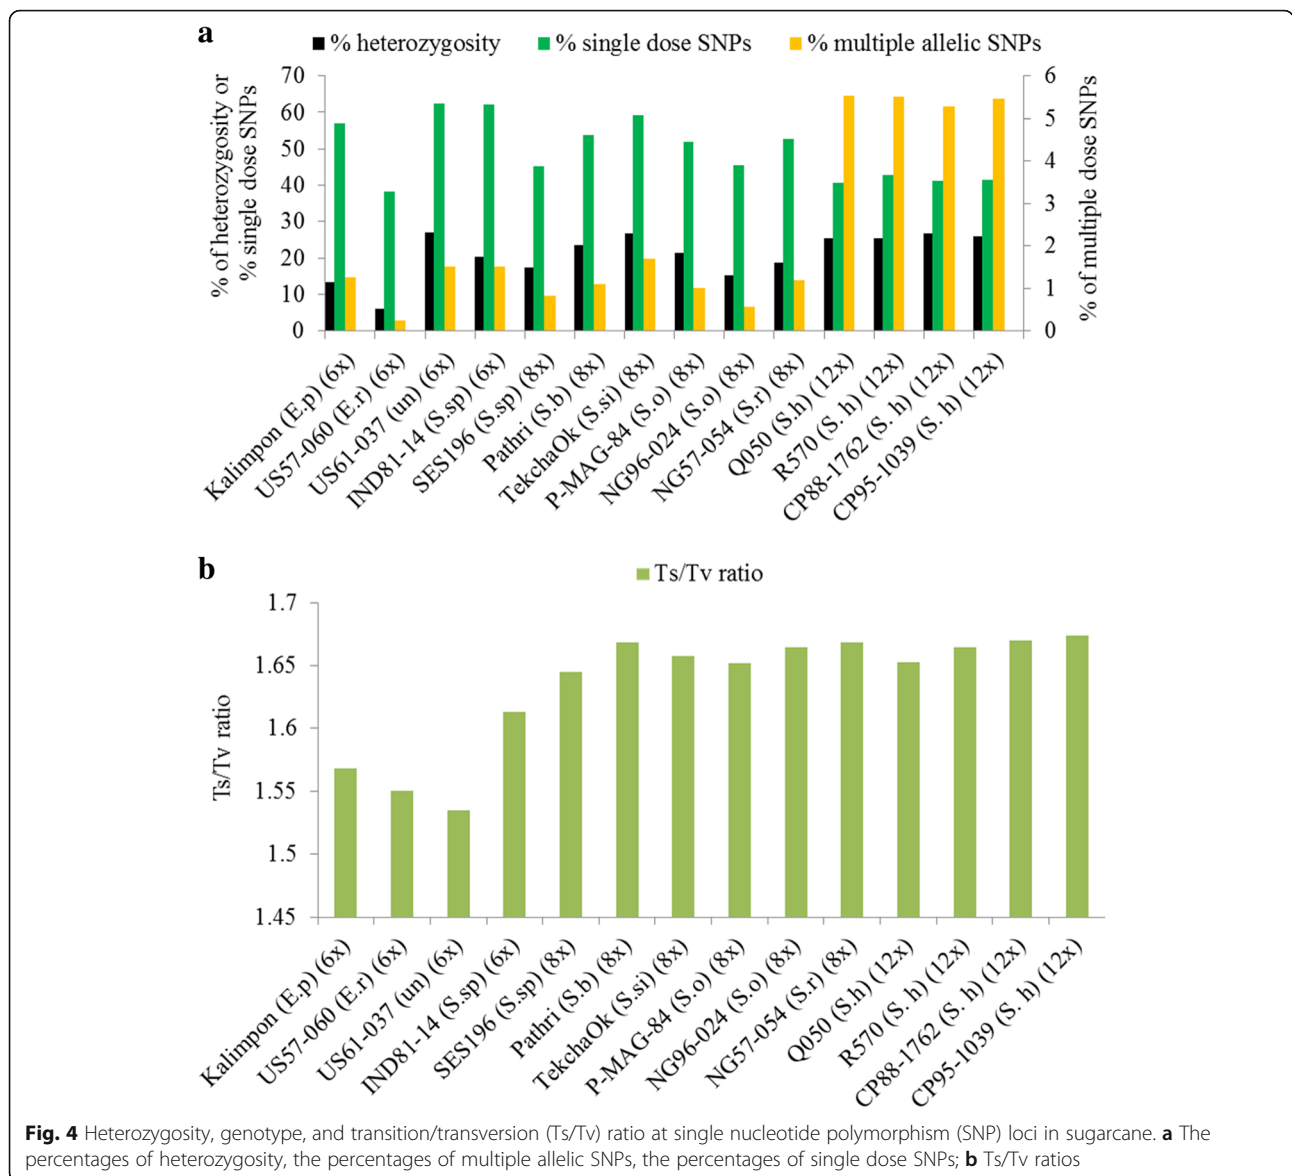 a
% heterozygosity % single dose SNPs % multiple allelic SNPs
% of heterozygosity or
% single dose SNPs
70
60
50
40
30
20
10
0
6
5
4
3
2
1
0
% of multiple dose SNPs
Kalimpon (E.p) (6x)
US57-060 (E.r) (6x)
US61-037 (un) (6x)
IND81-14 (S.sp) (6x)
SES196 (S.sp) (8x)
Pathri (S.b) (8x)
TekchaOk (S.si) (8x)
P-MAG-84 (S.o) (8x)
NG96-024 (S.o) (8x)
NG57-054 (S.r) (8x)
Q050 (S.h) (12x)
R570 (S. h) (12x)
CP88-1762 (S. h) (12x)
CP95-1039 (S. h) (12x)
b
Ts/Tv ratio
Ts/Tv ratio
1.7
1.65
1.6
1.55
1.5
1.45
Kalimpon (E.p) (6x)
US57-060 (E.r) (6x)
US61-037 (un) (6x)
IND81-14 (S.sp) (6x)
SES196 (S.sp) (8x)
Pathri (S.b) (8x)
TekchaOk (S.si) (8x)
P-MAG-84 (S.o) (8x)
NG96-024 (S.o) (8x)
NG57-054 (S.r) (8x)
Q050 (S.h) (12x)
R570 (S. h) (12x)
CP88-1762 (S. h) (12x)
CP95-1039 (S. h) (12x)
Fig. 4 Heterozygosity, genotype, and transition/transversion (Ts/Tv) ratio at single nucleotide polymorphism (SNP) loci in sugarcane. a The
percentages of heterozygosity, the percentages of multiple allelic SNPs, the percentages of single dose SNPs; b Ts/Tv ratios